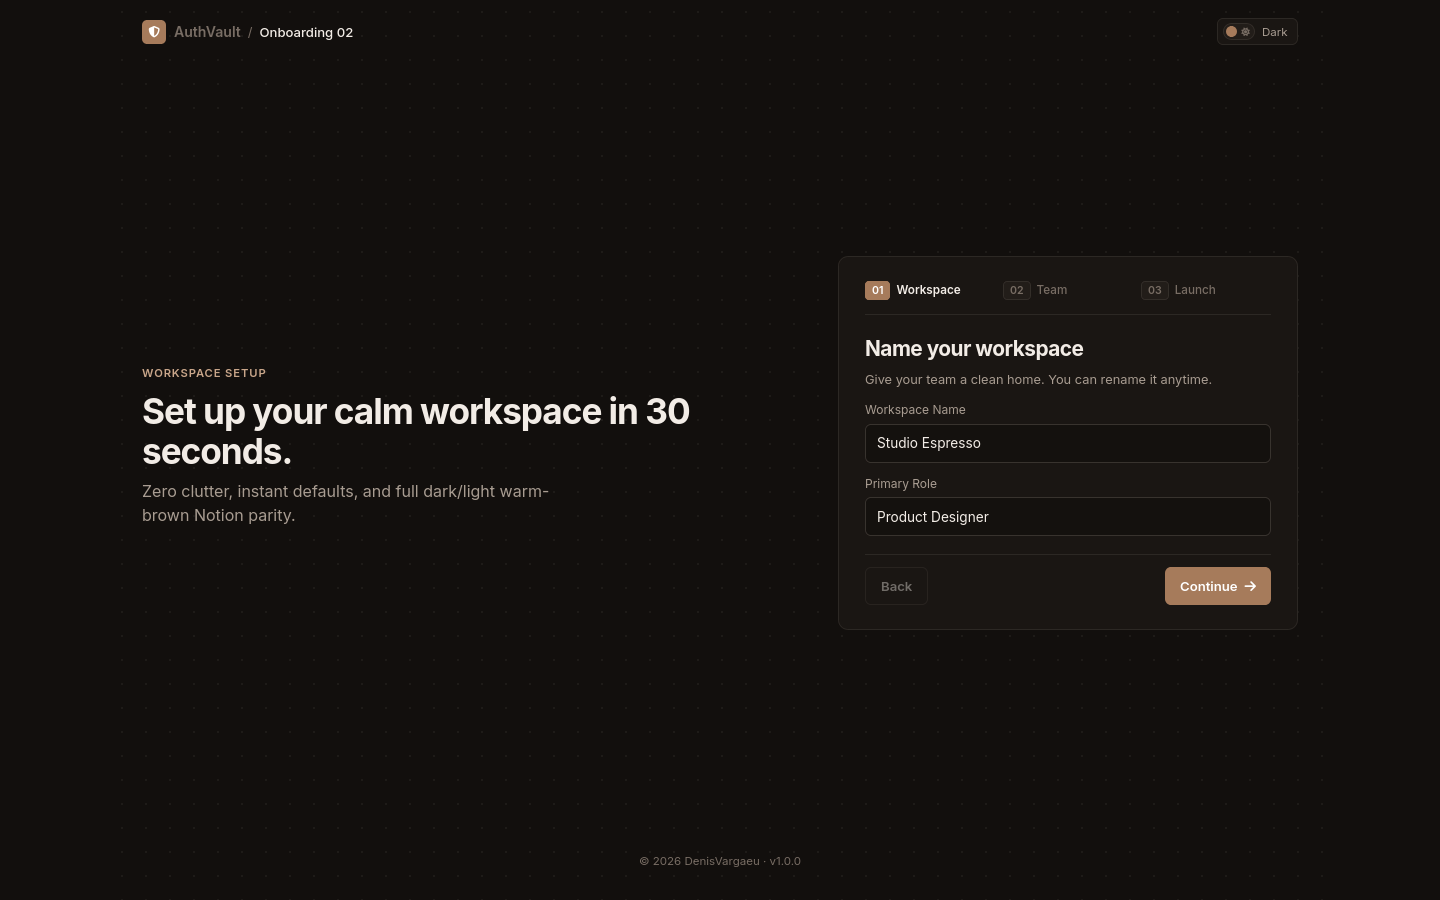 AuthVault / Onboarding 02
Dark
WORKSPACE SETUP
Set up your calm workspace in 30
seconds.
Zero clutter, instant defaults, and full dark/light warm-
brown Notion parity.
01 Workspace
02 Team
03 Launch
Name your workspace
Give your team a clean home. You can rename it anytime.
Workspace Name
Studio Espresso
Primary Role
Product Designer
Back
Continue →
© 2026 DenisVargaeu · v1.0.0